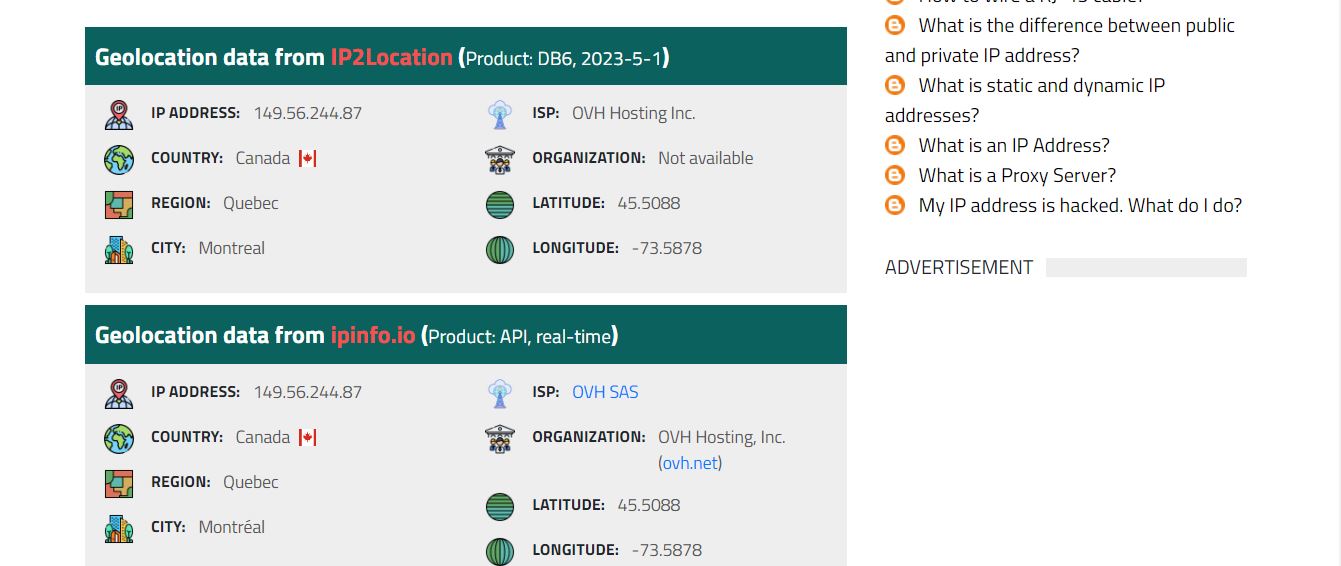 Geolocation data from IP2Location (Product: DB6, 2023-5-1)
IP ADDRESS: 149.56.244.87
COUNTRY: Canada
REGION: Quebec
CITY: Montreal
ISP: OVH Hosting Inc.
ORGANIZATION: Not available
LATITUDE: 45.5088
LONGITUDE: -73.5878
Geolocation data from ipinfo.io (Product: API, real-time)
IP ADDRESS: 149.56.244.87
COUNTRY: Canada
REGION: Quebec
CITY: Montréal
ISP: OVH SAS
ORGANIZATION: OVH Hosting, Inc.
(ovh.net)
LATITUDE: 45.5088
LONGITUDE: -73.5878
What is the difference between public
and private IP address?
What is static and dynamic IP
addresses?
What is an IP Address?
What is a Proxy Server?
My IP address is hacked. What do I do?
ADVERTISEMENT